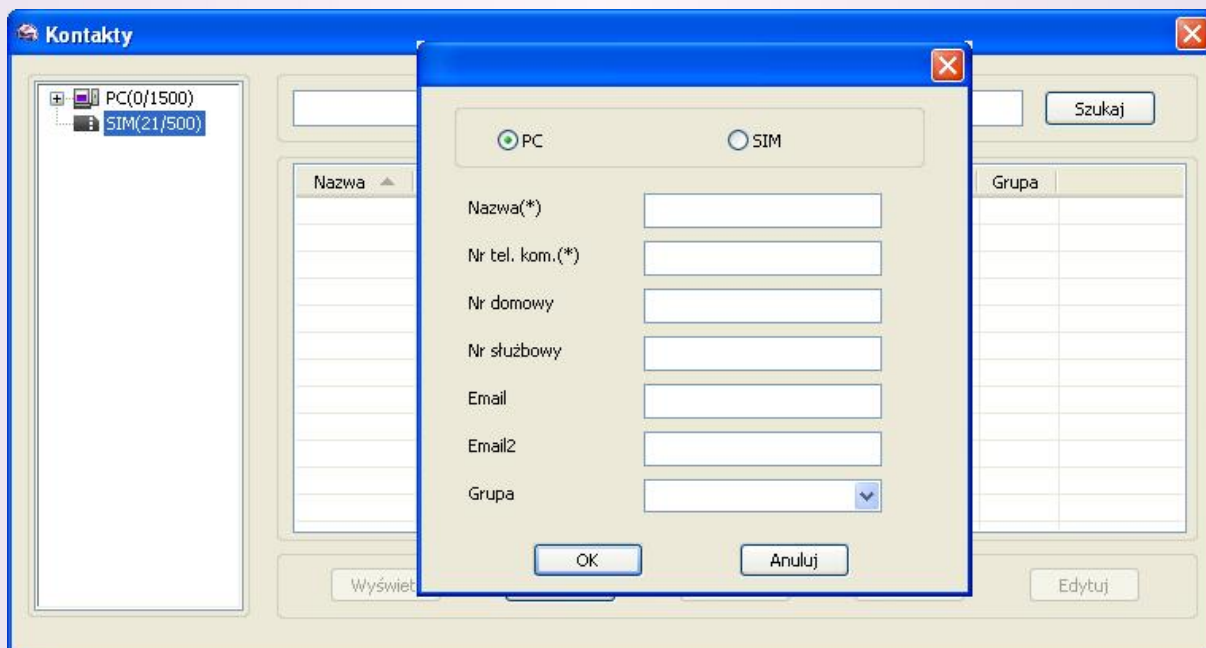 Kontakty
PC(0/1500)
SIM(21/500)
Szukaj
Nazwa
Grupa
PC
SIM
Nazwa(*)
Nr tel. kom.(*)
Nr domowy
Nr służbowy
Email
Email2
Grupa
OK
Anuluj
Edytuj